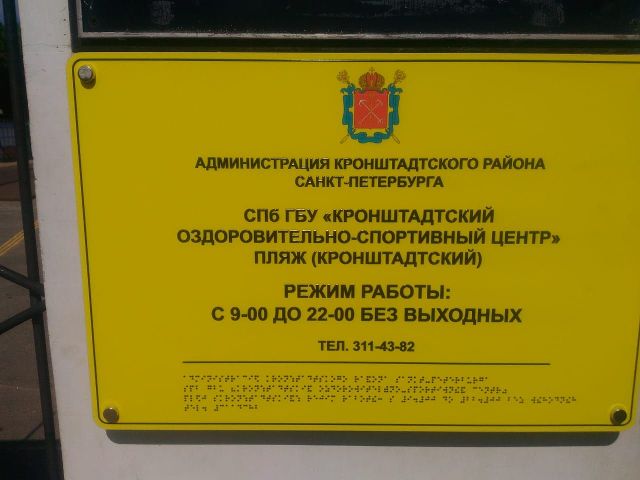 АДМИНИСТРАЦИЯ КРОНШТАДТСКОГО РАЙОНА
САНКТ-ПЕТЕРБУРГА
СПб ГБУ «КРОНШТАДТСКИЙ
ОЗДОРОВИТЕЛЬНО-СПОРТИВНЫЙ ЦЕНТР»
ПЛЯЖ (КРОНШТАДТСКИЙ)
РЕЖИМ РАБОТЫ:
С 9-00 ДО 22-00 БЕЗ ВЫХОДНЫХ
ТЕЛ. 311-43-82